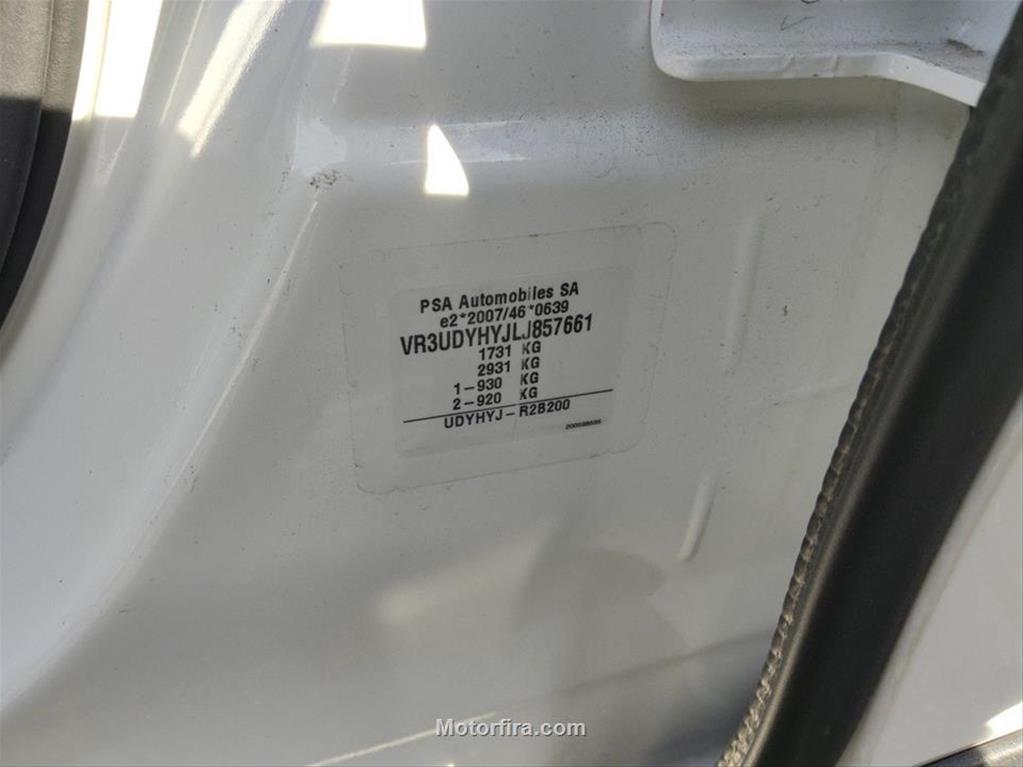 PSA Automobiles SA
e2*2007/46*0639
VR3UDYHYJLJ857661
1731 KG
2931 KG
1-930 KG
2-920 KG
UDYHYJ-R2B200
Motorfira.com